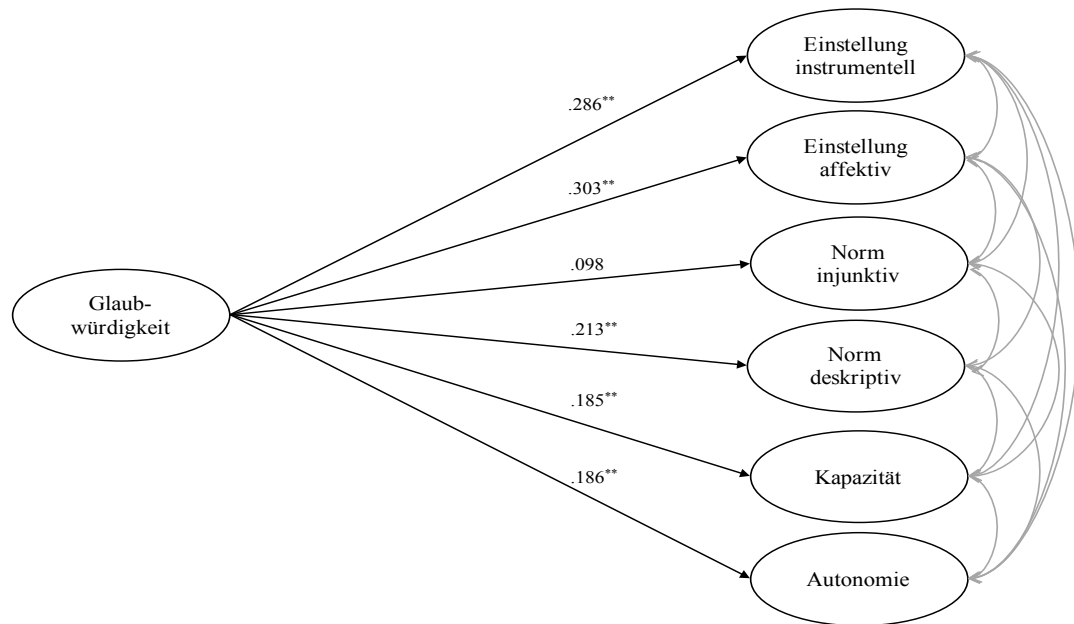 Einstellung
instrumentell
.286**
Einstellung
affektiv
.303**
Norm
injunktiv
.098
Glaub-
würdigkeit
.213**
Norm
deskriptiv
.185**
Kapazität
.186**
Autonomie